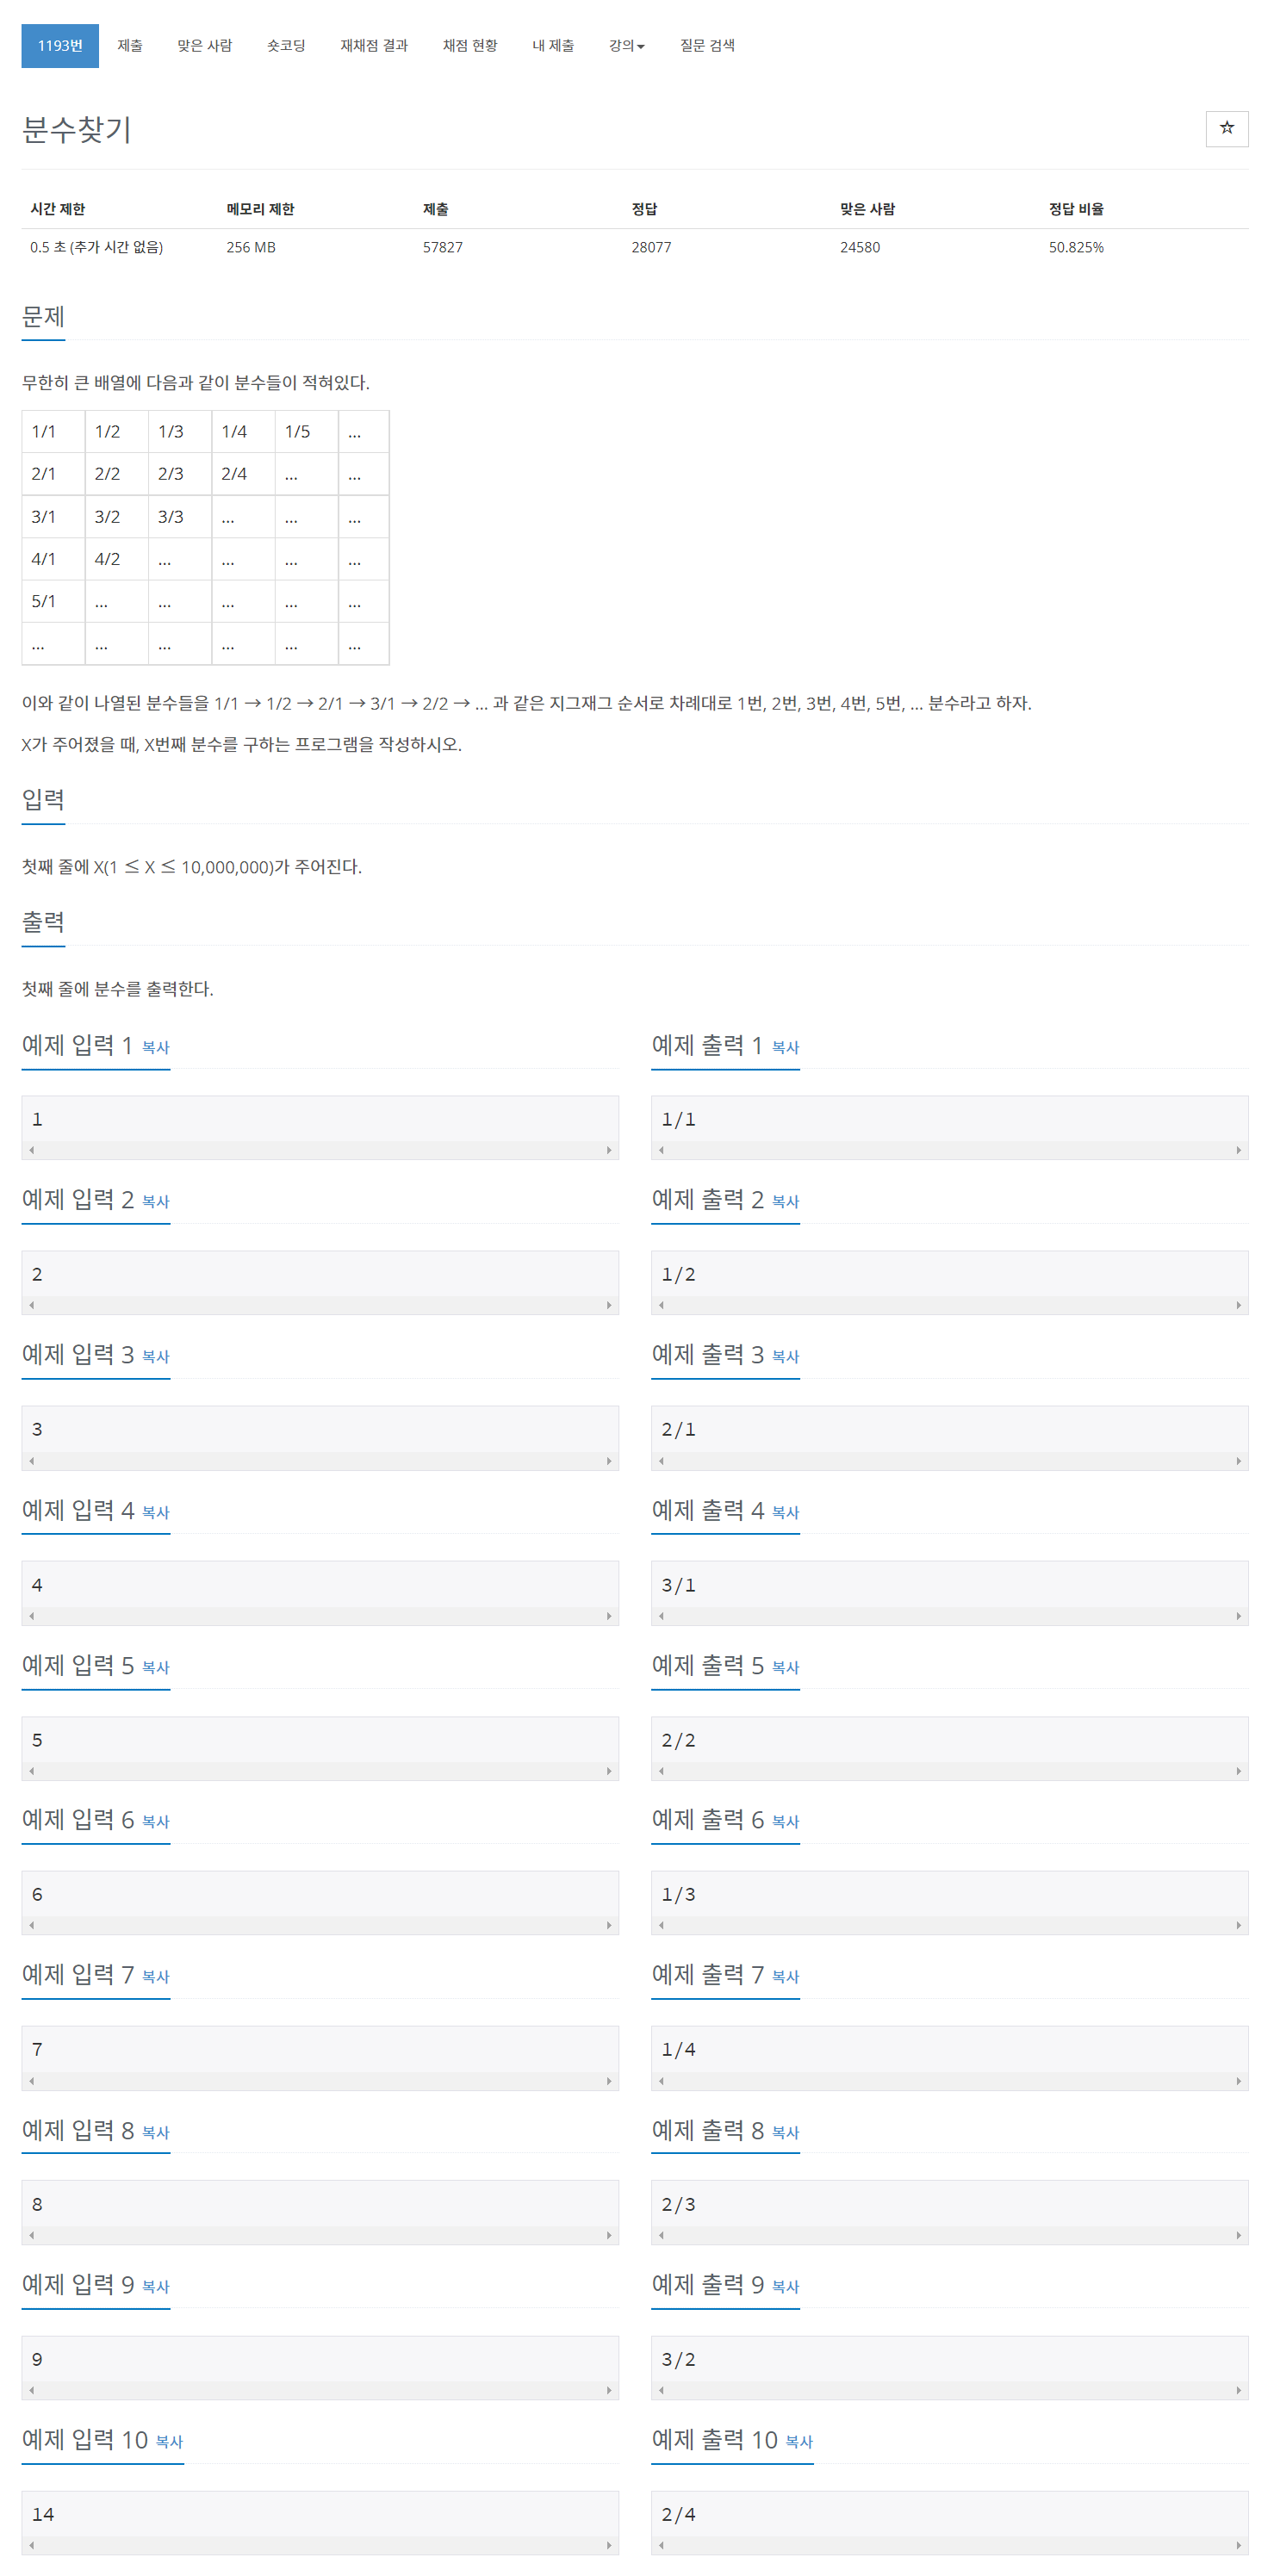 1193번 제출 맞은 사람 숏코딩 재채점 결과 채점 현황 내 제출 강의 질문 검색
분수찾기
시간 제한 메모리 제한 제출 정답 맞은 사람 정답 비율
0.5 초 (추가 시간 없음) 256 MB 57827 28077 24580 50.825%
문제
무한히 큰 배열에 다음과 같이 분수들이 적혀있다.
1/1 1/2 1/3 1/4 1/5 …
2/1 2/2 2/3 2/4 … …
3/1 3/2 3/3 … … …
4/1 4/2 … … … …
5/1 … … … … …
… … … … … …
이와 같이 나열된 분수들을 1/1 → 1/2 → 2/1 → 3/1 → 2/2 → … 과 같은 지그재그 순서로 차례대로 1번, 2번, 3번, 4번, 5번, … 분수라고 하자.
X가 주어졌을 때, X번째 분수를 구하는 프로그램을 작성하시오.
입력
첫째 줄에 X(1 ≤ X ≤ 10,000,000)가 주어진다.
출력
첫째 줄에 분수를 출력한다.
예제 입력 1 복사 예제 출력 1 복사
1 1/1
예제 입력 2 복사 예제 출력 2 복사
2 1/2
예제 입력 3 복사 예제 출력 3 복사
3 2/1
예제 입력 4 복사 예제 출력 4 복사
4 3/1
예제 입력 5 복사 예제 출력 5 복사
5 2/2
예제 입력 6 복사 예제 출력 6 복사
6 1/3
예제 입력 7 복사 예제 출력 7 복사
7 1/4
예제 입력 8 복사 예제 출력 8 복사
8 2/3
예제 입력 9 복사 예제 출력 9 복사
9 3/2
예제 입력 10 복사 예제 출력 10 복사
14 2/4